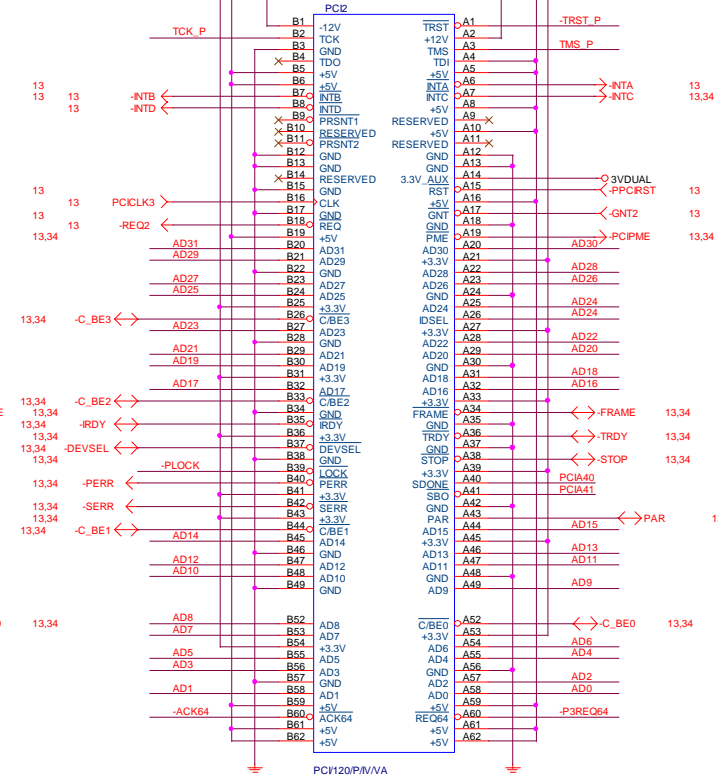 PCI2
B1 -12V TRST A1 -TRST_P
TCK_P B2 TCK +12V A2
B3 GND TMS A3 TMS_P
B4 TDO TDI A4
B5 +5V +5V A5
13 B6 +5V INTA A6 -INTA 13
13 13 -INTB B7 INTB INTC A7 -INTC 13,34
13 -INTD B8 INTD +5V A8
B9 PRSNT1 RESERVED A9
B10 RESERVED +5V A10
B11 PRSNT2 RESERVED A11
B12 GND GND A12
B13 GND GND A13
B14 RESERVED 3.3V_AUX A14 3VDUAL
13 B15 GND RST A15 -PPCIRST 13
13 PCICLK3 B16 CLK +5V A16
13 B17 GND GNT A17 -GNT2 13
13 -REQ2 B18 REQ GND A18
13,34 B19 +5V PME A19 -PCIPME 13,34
AD31 B20 AD31 AD30 A20 AD30
AD29 B21 AD29 +3.3V A21
B22 GND AD28 A22 AD28
AD27 B23 AD27 AD26 A23 AD26
AD25 B24 AD25 GND A24
B25 +3.3V AD24 A25 AD24
13,34 -C_BE3 B26 C/BE3 IDSEL A26 AD24
AD23 B27 AD23 +3.3V A27
B28 GND AD22 A28 AD22
AD21 B29 AD21 AD20 A29 AD20
AD19 B30 AD19 GND A30
B31 +3.3V AD18 A31 AD18
AD17 B32 AD17 AD16 A32 AD16
13,34 -C_BE2 B33 C/BE2 +3.3V A33
E 13,34 B34 GND FRAME A34 -FRAME 13,34
13,34 -IRDY B35 IRDY GND A35
13,34 B36 +3.3V TRDY A36 -TRDY 13,34
13,34 -DEVSEL B37 DEVSEL GND A37
13,34 B38 GND STOP A38 -STOP 13,34
-PLOCK B39 LOCK +3.3V A39
13,34 -PERR B40 PERR SDONE A40 PCIA40
B41 +3.3V SBO A41 PCIA41
13,34 -SERR B42 SERR GND A42
13,34 B43 +3.3V PAR A43 PAR 1
13,34 -C_BE1 B44 C/BE1 AD15 A44 AD15
AD14 B45 AD14 +3.3V A45
B46 GND AD13 A46 AD13
AD12 B47 AD12 AD11 A47 AD11
AD10 B48 AD10 GND A48
B49 GND AD9 A49 AD9
13,34 AD8 B52 AD8 C/BE0 A52 -C_BE0 13,34
AD7 B53 AD7 +3.3V A53
B54 +3.3V AD6 A54 AD6
AD5 B55 AD5 AD4 A55 AD4
AD3 B56 AD3 GND A56
B57 GND AD2 A57 AD2
AD1 B58 AD1 AD0 A58 AD0
B59 +5V +5V A59
-ACK64 B60 ACK64 REQ64 A60 -P3REQ64
B61 +5V +5V A61
B62 +5V +5V A62
PCI/120/P/IV/VA